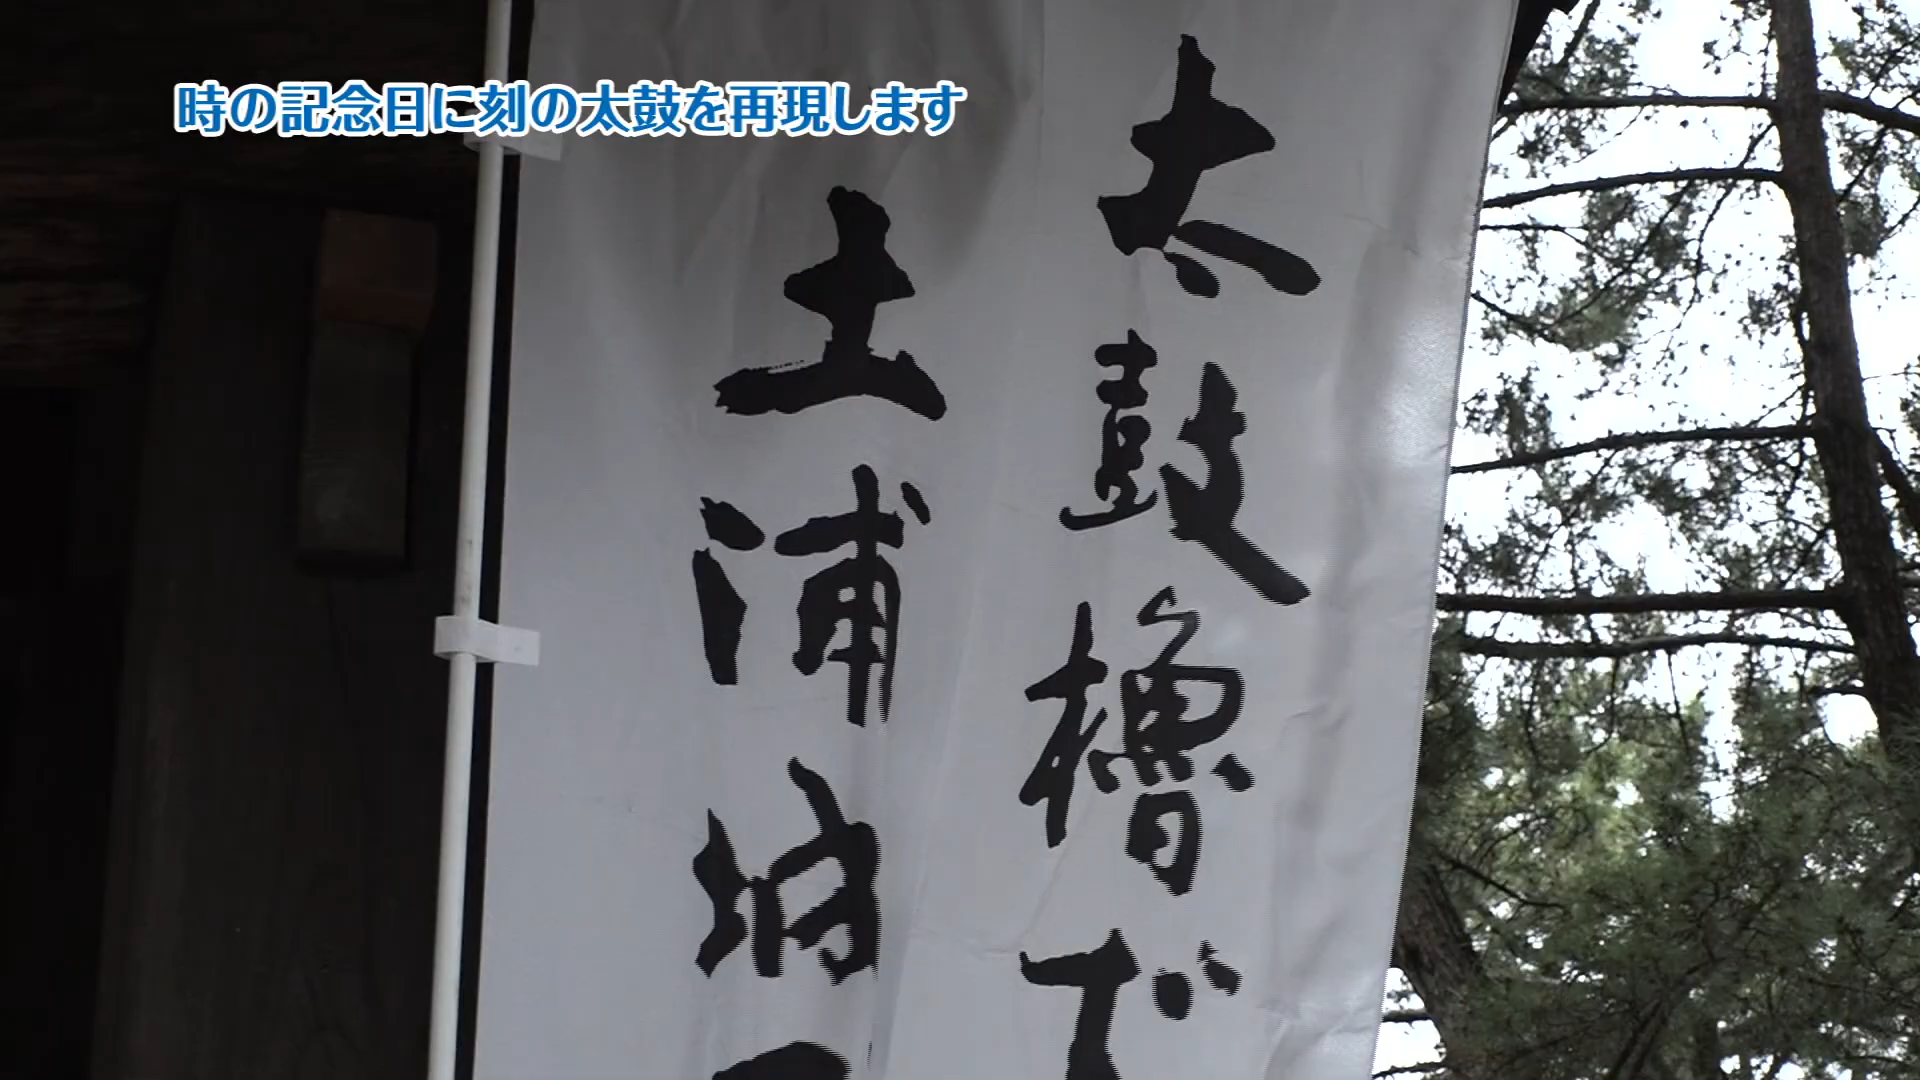 時の記念日に刻の太鼓を再現します
太鼓櫓が
土浦城